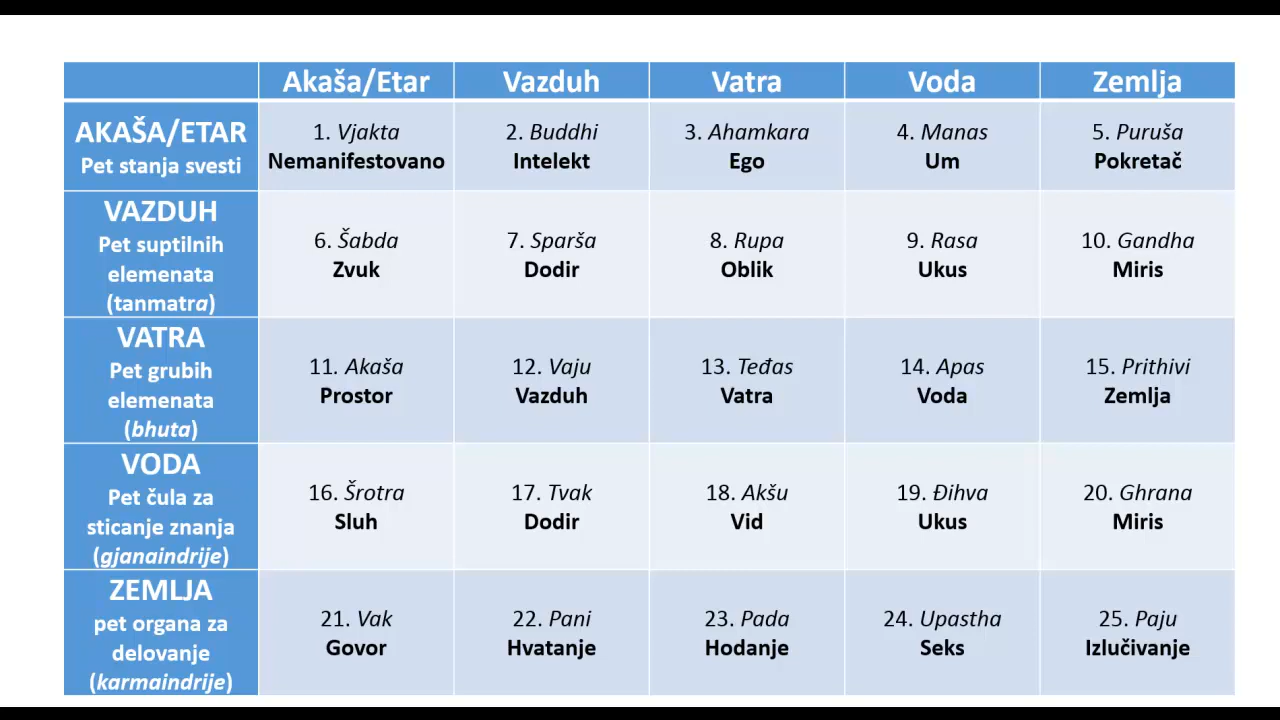 Akaša/Etar
Vazduh
Vatra
Voda
Zemlja
AKAŠA/ETAR
Pet stanja svesti
1. Vjakta
Nemanifestovano
2. Buddhi
Intelekt
3. Ahamkara
Ego
4. Manas
Um
5. Puruša
Pokretač
VAZDUH
Pet suptilnih
elemenata
(tanmatra)
6. Šabda
Zvuk
7. Sparša
Dodir
8. Rupa
Oblik
9. Rasa
Ukus
10. Gandha
Miris
VATRA
Pet grubih
elemenata
(bhuta)
11. Akaša
Prostor
12. Vaju
Vazduh
13. Teđas
Vatra
14. Apas
Voda
15. Prithivi
Zemlja
VODA
Pet čula za
sticanje znanja
(gjanaindrije)
16. Šrotra
Sluh
17. Tvak
Dodir
18. Akšu
Vid
19. Đihva
Ukus
20. Ghrana
Miris
ZEMLJA
pet organa za
delovanje
(karmaindrije)
21. Vak
Govor
22. Pani
Hvatanje
23. Pada
Hodanje
24. Upastha
Seks
25. Paju
Izlučivanje